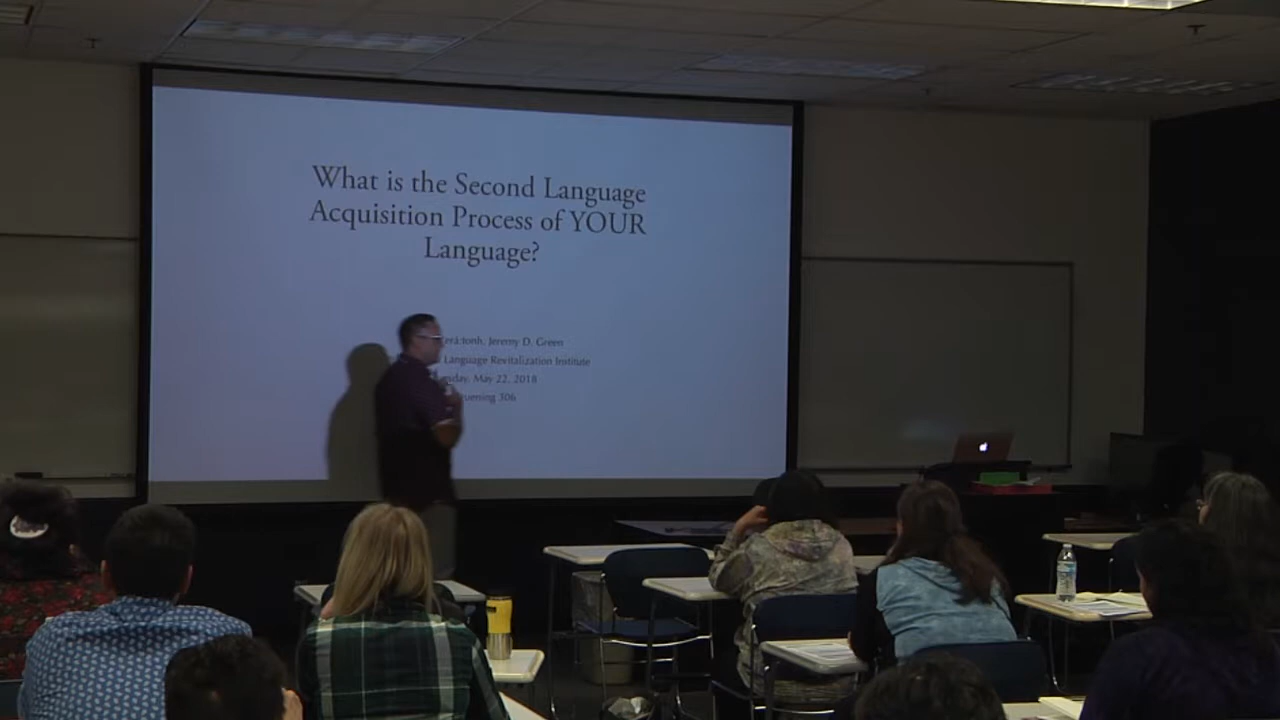 What is the Second Language
Acquisition Process of YOUR
Language?
Jeremy D. Green
Language Revitalization Institute
May 22, 2018
306